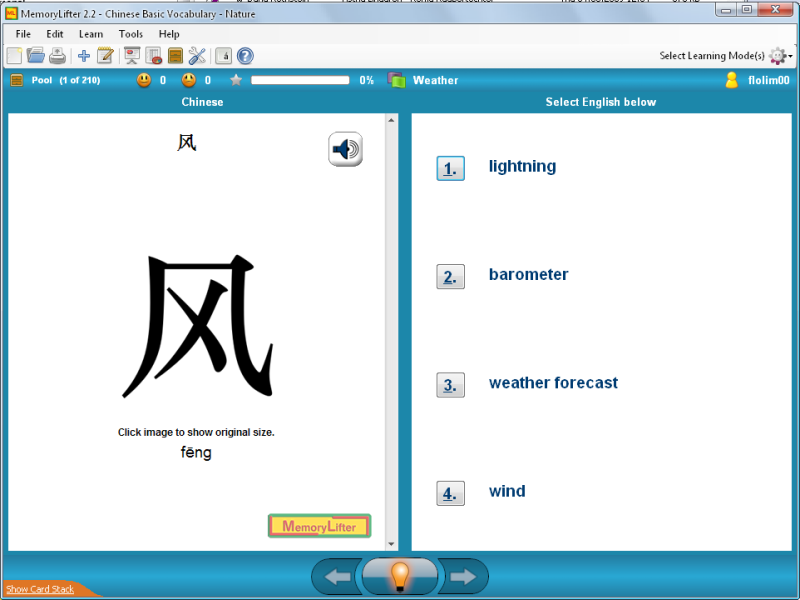 MemoryLifter 2.2 - Chinese Basic Vocabulary - Nature
File Edit Learn Tools Help
Select Learning Mode(s)
Pool (1 of 210) 0 0 0% Weather flolim00
Chinese
Select English below
风
风
Click image to show original size.
fēng
MemoryLifter
1. lightning
2. barometer
3. weather forecast
4. wind
Show Card Stack